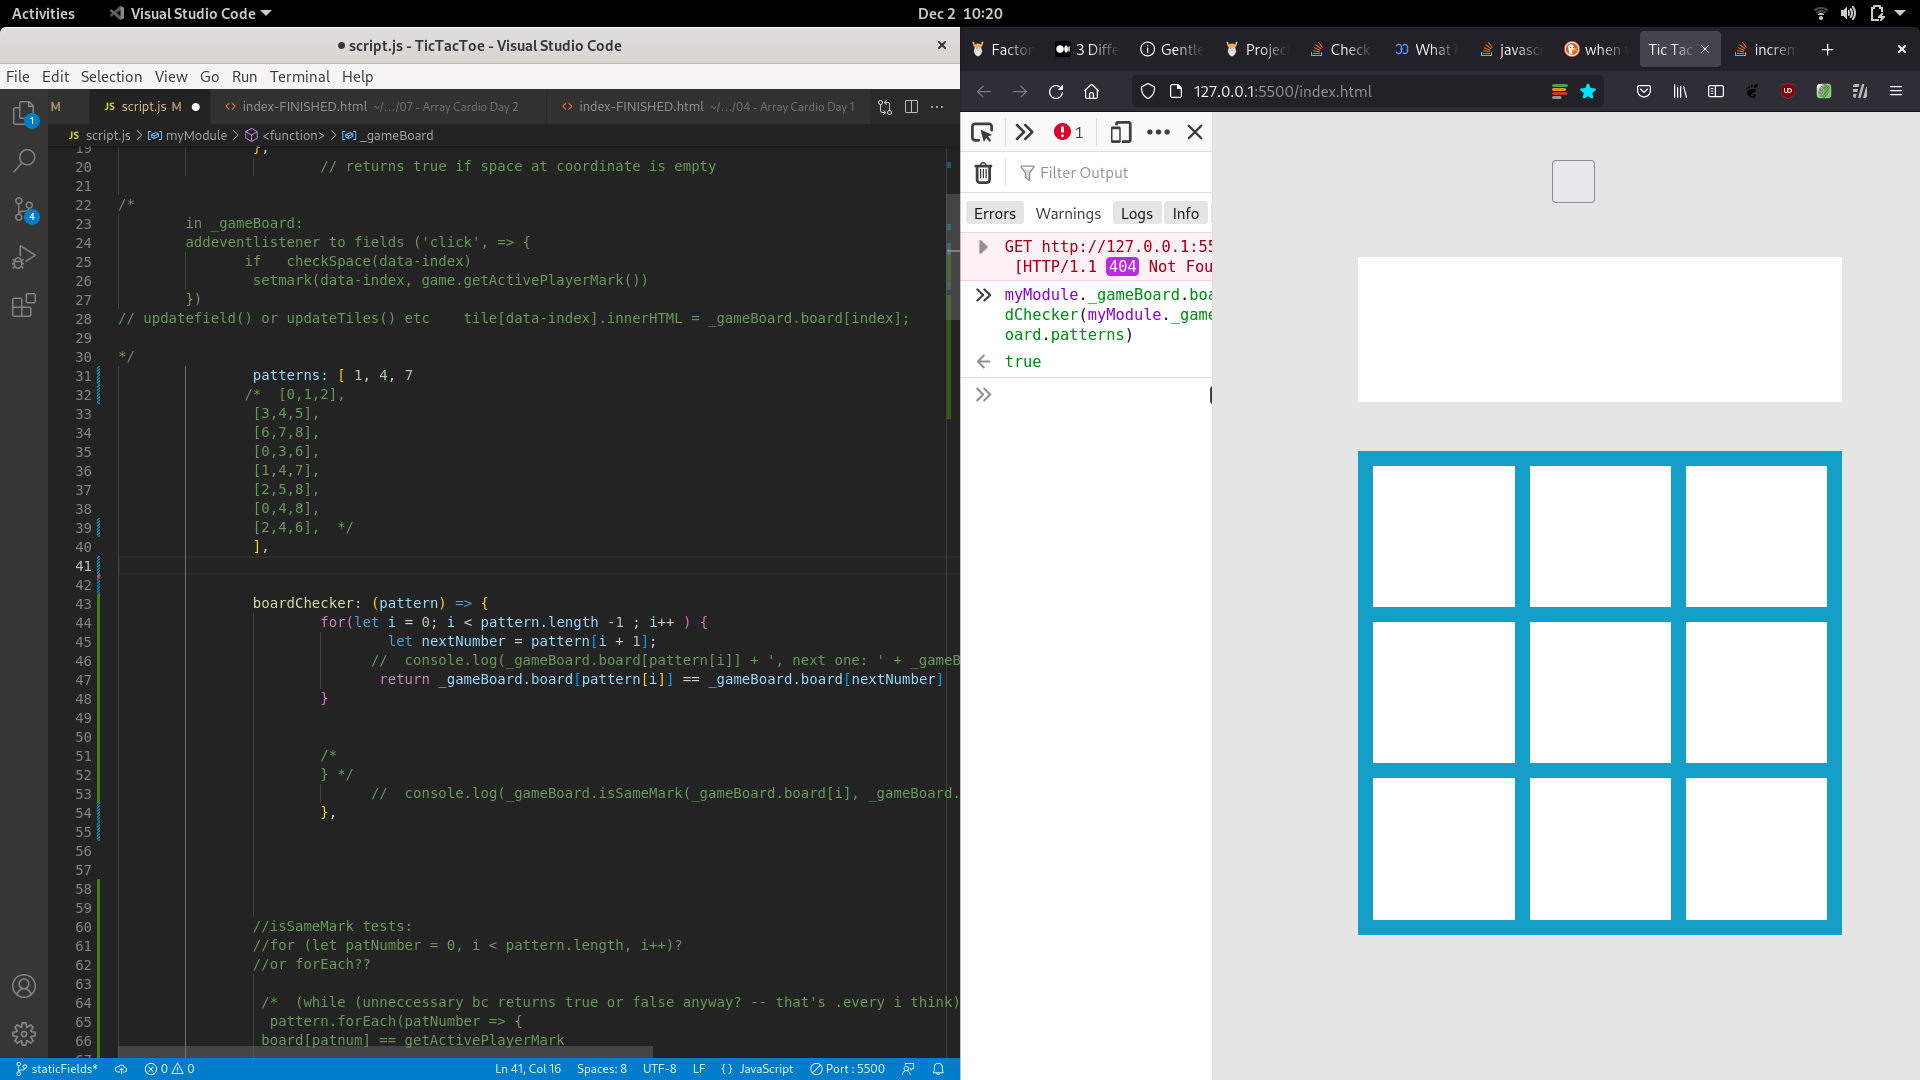 Activities
Visual Studio Code
Dec 2 10:20
● script.js - TicTacToe - Visual Studio Code
File Edit Selection View Go Run Terminal Help
M
JS script.js M
<> index-FINISHED.html ~/.../07 - Array Cardio Day 2
<> index-FINISHED.html ~/.../04 - Array Cardio Day 1
JS script.js > myModule > <function> > _gameBoard
19 },
20 // returns true if space at coordinate is empty
21
22 /*
23 in _gameBoard:
24 addeventlistener to fields ('click', => {
25 if   checkSpace(data-index)
26 setmark(data-index, game.getActivePlayerMark())
27 })
28 // updatefield() or updateTiles() etc    tile[data-index].innerHTML = _gameBoard.board[index];
29
30 */
31 patterns: [ 1, 4, 7
32 /*  [0,1,2],
33 [3,4,5],
34 [6,7,8],
35 [0,3,6],
36 [1,4,7],
37 [2,5,8],
38 [0,4,8],
39 [2,4,6],  */
40 ],
41
42
43 boardChecker: (pattern) => {
44 for(let i = 0; i < pattern.length -1 ; i++ ) {
45 let nextNumber = pattern[i + 1];
46 //  console.log(_gameBoard.board[pattern[i]] + ', next one: ' + _gameB
47 return _gameBoard.board[pattern[i]] == _gameBoard.board[nextNumber]
48 }
49
50
51 /*
52 } */
53 //  console.log(_gameBoard.isSameMark(_gameBoard.board[i], _gameBoard.
54 },
55
56
57
58
59
60 //isSameMark tests:
61 //for (let patNumber = 0, i < pattern.length, i++)?
62 //or forEach??
63
64 /*  (while (unneccessary bc returns true or false anyway? -- that's .every i think)
65 pattern.forEach(patNumber => {
66 board[patnum] == getActivePlayerMark
1
4
staticFields*
0 0
Ln 41, Col 16
Spaces: 8
UTF-8
LF
{ } JavaScript
Port : 5500
Factor
3 Diffe
Gentle
Projec
Check
What i
javasc
when
Tic Tac
increm
127.0.0.1:5500/index.html
1
Filter Output
Errors Warnings Logs Info
GET http://127.0.0.1:55
[HTTP/1.1 404 Not Fou
myModule._gameBoard.boa
dChecker(myModule._game
oard.patterns)
true